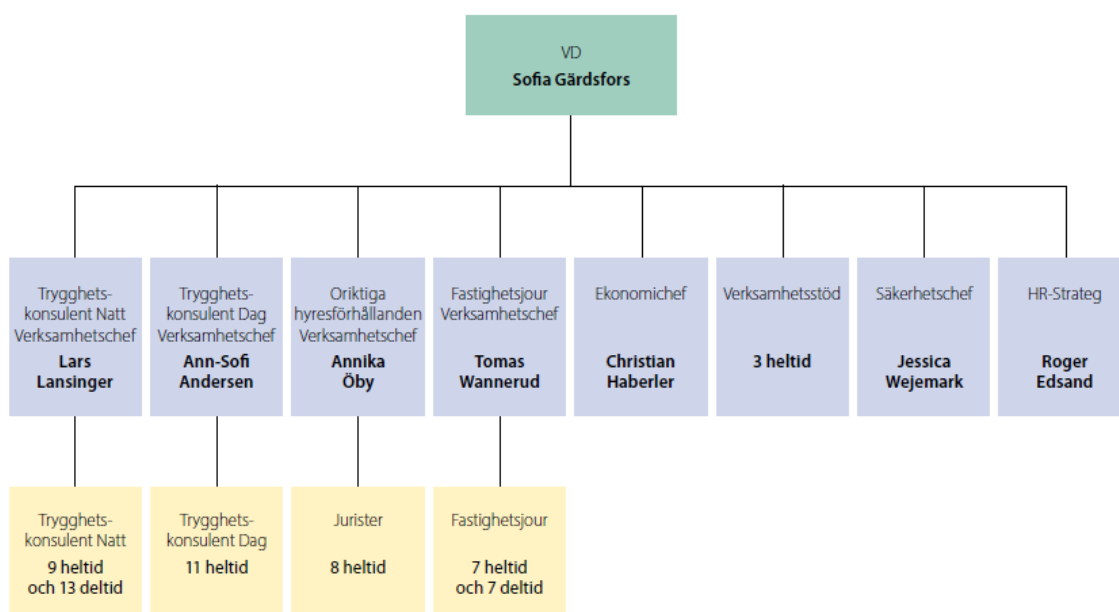 VD
Sofia Gärdsfors
Trygghets-
konsulent Natt
Verksamhetschef
Lars
Lansinger
Trygghets-
konsulent Dag
Verksamhetschef
Ann-Sofi
Andersen
Oriktiga
hyresförhållanden
Verksamhetschef
Annika
Öby
Fastighetsjour
Verksamhetschef
Tomas
Wannerud
Ekonomichef
Christian
Haberler
Verksamhetsstöd
3 heltid
Säkerhetschef
Jessica
Wejemark
HR-Strateg
Roger
Edsand
Trygghets-
konsulent Natt
9 heltid
och 13 deltid
Trygghets-
konsulent Dag
11 heltid
Jurister
8 heltid
Fastighetsjour
7 heltid
och 7 deltid